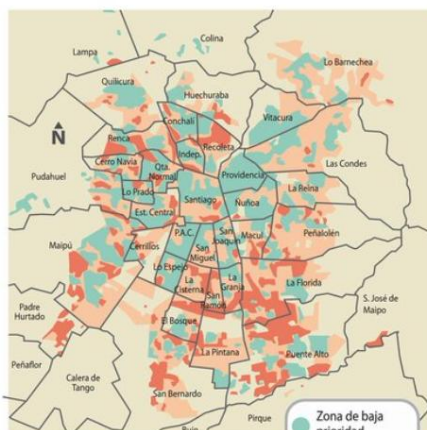 Colina
Lampa
Lo Barnechea
Quilicura
Huechuraba
Conchalí
Vitacura
N
Renca
Recoleta
Indep.
Cerro Navia
Qta.
Normal
Las Condes
Pudahuel
Providencia
Lo Prado
La Reina
Santiago
Ñuñoa
Est. Central
Peñalolén
P.A.C.
San
Joaquín
Macul
Maipú
Cerrillos
San
Miguel
Lo Espejo
La
Granja
La
Cisterna
La Florida
San
Ramón
S. José de
Maipo
Padre
Hurtado
El Bosque
La Pintana
Puente Alto
Peñaflor
Calera de
Tango
San Bernardo
Pirque
Zona de baja
prioridad